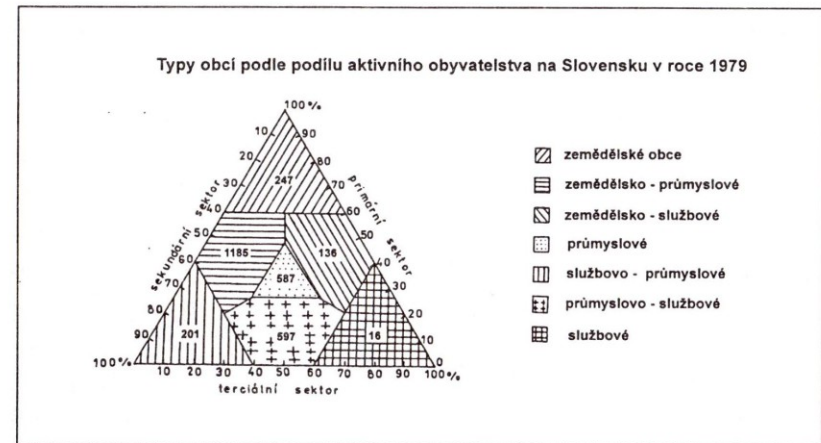 Typy obcí podle podílu aktivního obyvatelstva na Slovensku v roce 1979
100%
10 90
20 80
30 247 70
40 60
50 50
60 1185 136 40
70 587 30
80 20
90 201 597 16 10
100% 0
10 20 30 40 50 60 70 80 90 100%
sekundární sektor
primární sektor
terciální sektor
zemědělské obce
zemědělsko - průmyslové
zemědělsko - službové
průmyslové
službovo - průmyslové
průmyslovo - službové
službové